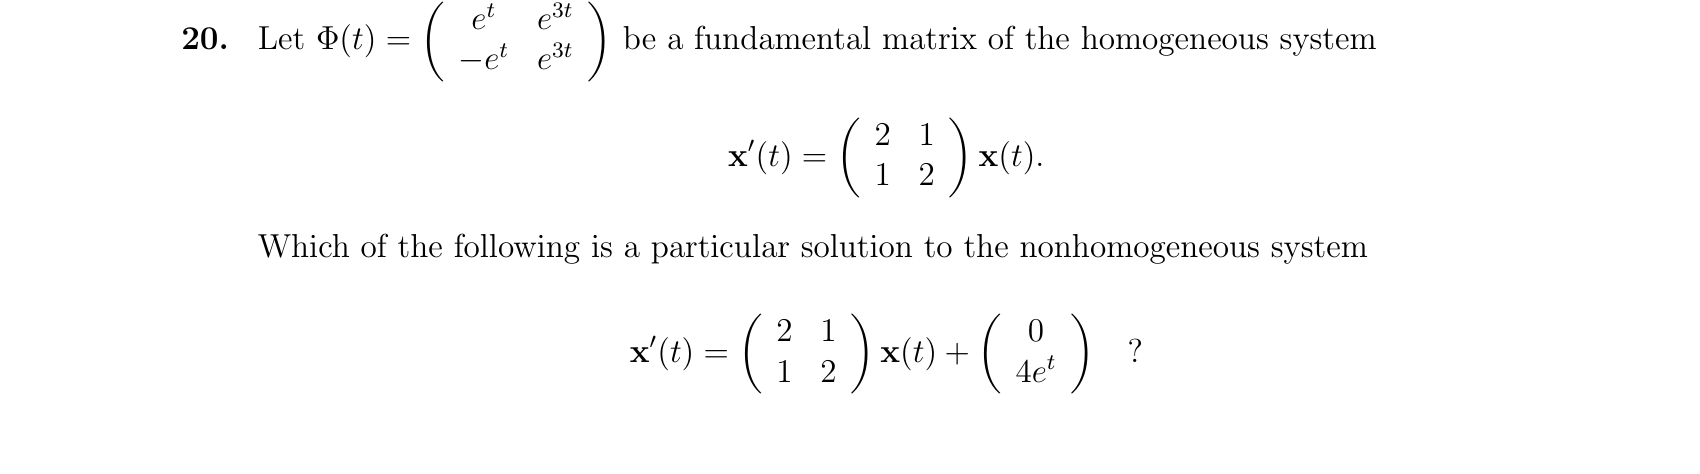 20. Let Φ(t) = ( e^t e^{3t} ; −e^t e^{3t} ) be a fundamental matrix of the homogeneous system
x′(t) = ( 2 1 ; 1 2 ) x(t).
Which of the following is a particular solution to the nonhomogeneous system
x′(t) = ( 2 1 ; 1 2 ) x(t) + ( 0 ; 4e^t ) ?